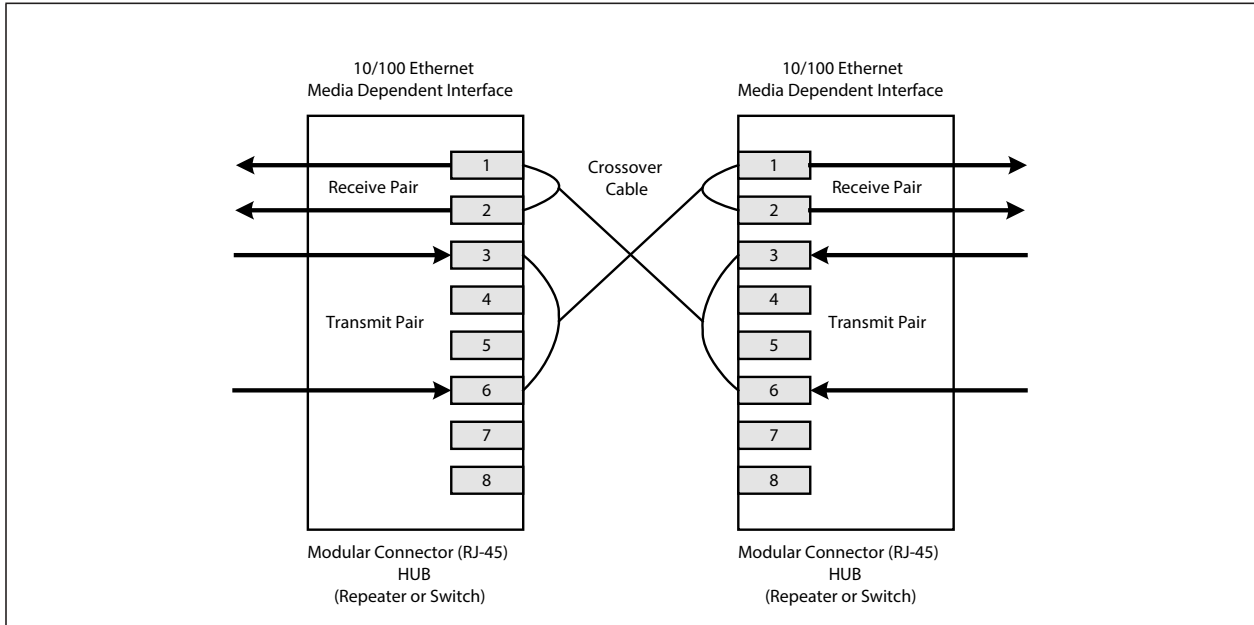 10/100 Ethernet
Media Dependent Interface
1
Receive Pair
2
3
4
Transmit Pair
5
6
7
8
Modular Connector (RJ-45)
HUB
(Repeater or Switch)
Crossover
Cable
10/100 Ethernet
Media Dependent Interface
1
Receive Pair
2
3
4
Transmit Pair
5
6
7
8
Modular Connector (RJ-45)
HUB
(Repeater or Switch)